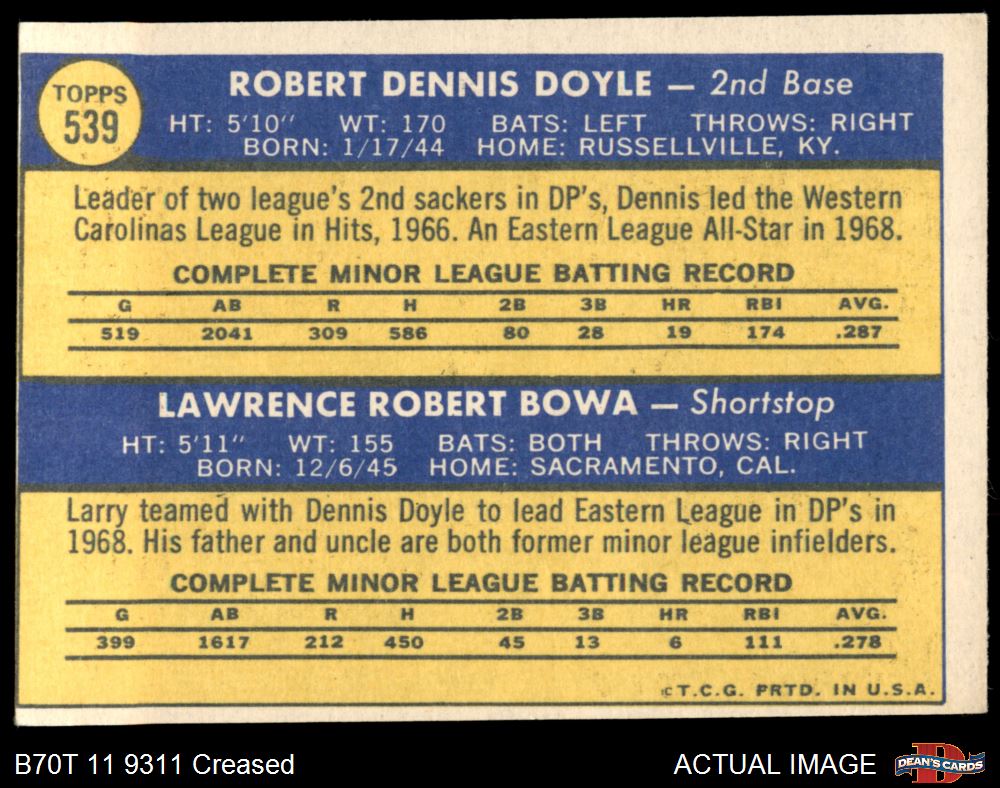 TOPPS
539
ROBERT DENNIS DOYLE — 2nd Base
HT: 5'10" WT: 170 BATS: LEFT THROWS: RIGHT
BORN: 1/17/44 HOME: RUSSELLVILLE, KY.
Leader of two league's 2nd sackers in DP's, Dennis led the Western
Carolinas League in Hits, 1966. An Eastern League All-Star in 1968.
COMPLETE MINOR LEAGUE BATTING RECORD
G AB R H 2B 3B HR RBI AVG.
519 2041 309 586 80 28 19 174 .287
LAWRENCE ROBERT BOWA — Shortstop
HT: 5'11" WT: 155 BATS: BOTH THROWS: RIGHT
BORN: 12/6/45 HOME: SACRAMENTO, CAL.
Larry teamed with Dennis Doyle to lead Eastern League in DP's in
1968. His father and uncle are both former minor league infielders.
COMPLETE MINOR LEAGUE BATTING RECORD
G AB R H 2B 3B HR RBI AVG.
399 1617 212 450 45 13 6 111 .278
©T.C.G. PRTD. IN U.S.A.
B70T 11 9311 Creased
ACTUAL IMAGE
DEAN'S CARDS